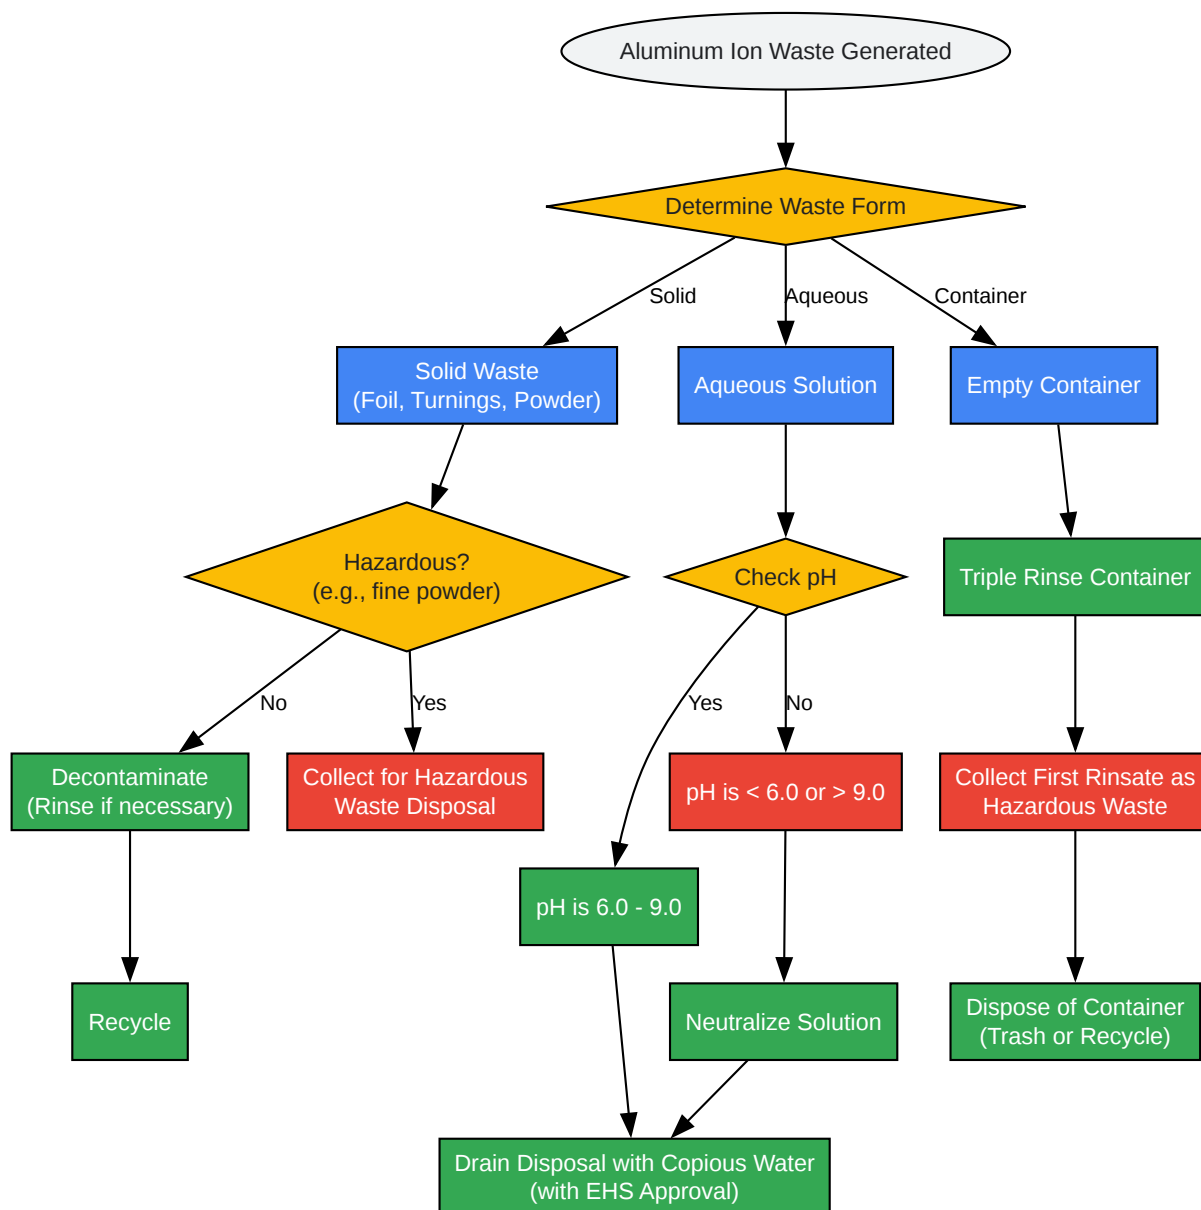 Aluminum Ion Waste Generated
Determine Waste Form
Solid
Aqueous
Container
Solid Waste
(Foil, Turnings, Powder)
Aqueous Solution
Empty Container
Hazardous?
(e.g., fine powder)
Check pH
Triple Rinse Container
No
Yes
Yes
No
Decontaminate
(Rinse if necessary)
Collect for Hazardous
Waste Disposal
pH is < 6.0 or > 9.0
Collect First Rinsate as
Hazardous Waste
pH is 6.0 - 9.0
Recycle
Neutralize Solution
Dispose of Container
(Trash or Recycle)
Drain Disposal with Copious Water
(with EHS Approval)